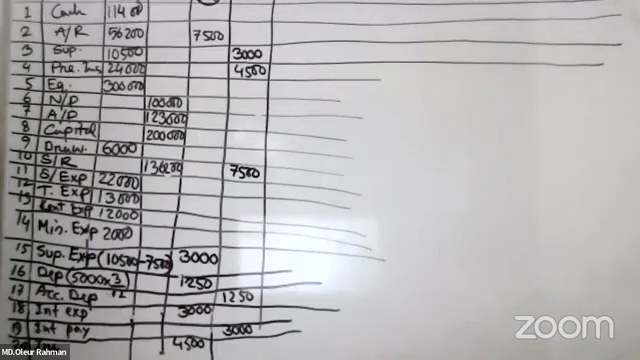 1 Cash 11400
2 A/R 56200 7500
3 Sup. 10500 3000
4 Pre. Ins 24000 4500
5 Eq. 300000
6 N/P 100000
7 A/P 123000
8 Capital 200000
9 Draw. 6000
10 S/R 136200 7500
11 S/Exp 22000
12 T. Exp 13000
13 Rent Exp 12000
14 Mis. Exp 2000
15 Sup. Exp (10500-7500) 3000
16 Dep (5000x3/12) 1250
17 Acc. Dep 1250
18 Int exp 3000
19 Int pay 3000
20 4500
MD.Oleur Rahman
zoom